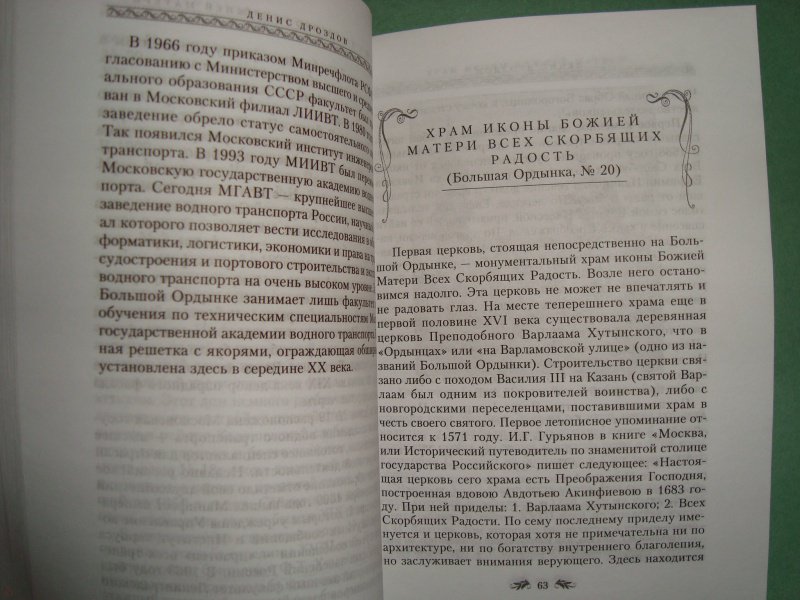 ДЕНИС ДРОЗДОВ
В 1966 году приказом Минречфлота
гласованию с Министерством высшего и
ального образования СССР факультет был
ван в Московский филиал ЛИИВТ. В 1980
заведение обрело статус самостоятельного
Так появился Московский институт
транспорта. В 1993 году МИИВТ был
Московскую государственную академию
порта. Сегодня МГАВТ — крупнейшее
заведение водного транспорта России,
ал которого позволяет вести исследования в
форматики, логистики, экономики и права на
судостроения и портового строительства и
водного транспорта на очень высоком уровне.
Большой Ордынке занимает лишь факультет
обучения по техническим специальностям
государственной академии водного транспорта.
ная решетка с якорями, ограждающая
установлена здесь в середине XX века.
ХРАМ ИКОНЫ БОЖИЕЙ
МАТЕРИ ВСЕХ СКОРБЯЩИХ
РАДОСТЬ
(Большая Ордынка, № 20)
Первая церковь, стоящая непосредственно на Боль-
шой Ордынке, — монументальный храм иконы Божией
Матери Всех Скорбящих Радость. Возле него остано-
вимся надолго. Эта церковь не может не впечатлять и
не радовать глаз. На месте теперешнего храма еще в
первой половине XVI века существовала деревянная
церковь Преподобного Варлаама Хутынского, что в
«Ордынцах» или «на Варламовской улице» (одно из на-
званий Большой Ордынки). Строительство церкви свя-
зано либо с походом Василия III на Казань (святой Вар-
лаам был одним из покровителей воинства), либо с
новгородскими переселенцами, поставившими храм в
честь своего святого. Первое летописное упоминание от-
носится к 1571 году. И.Г. Гурьянов в книге «Москва,
или Исторический путеводитель по знаменитой столице
государства Российского» пишет следующее: «Настоя-
щая церковь сего храма есть Преображения Господня,
построенная вдовою Авдотьею Акинфиевою в 1683 го-
ду. При ней приделы: 1. Варлаама Хутынского; 2. Всех
Скорбящих Радости. По сему последнему приделу име-
нуется и церковь, которая хотя не примечательна ни по
архитектуре, ни по богатству внутреннего благолепия,
но заслуживает внимания верующего. Здесь находится
63